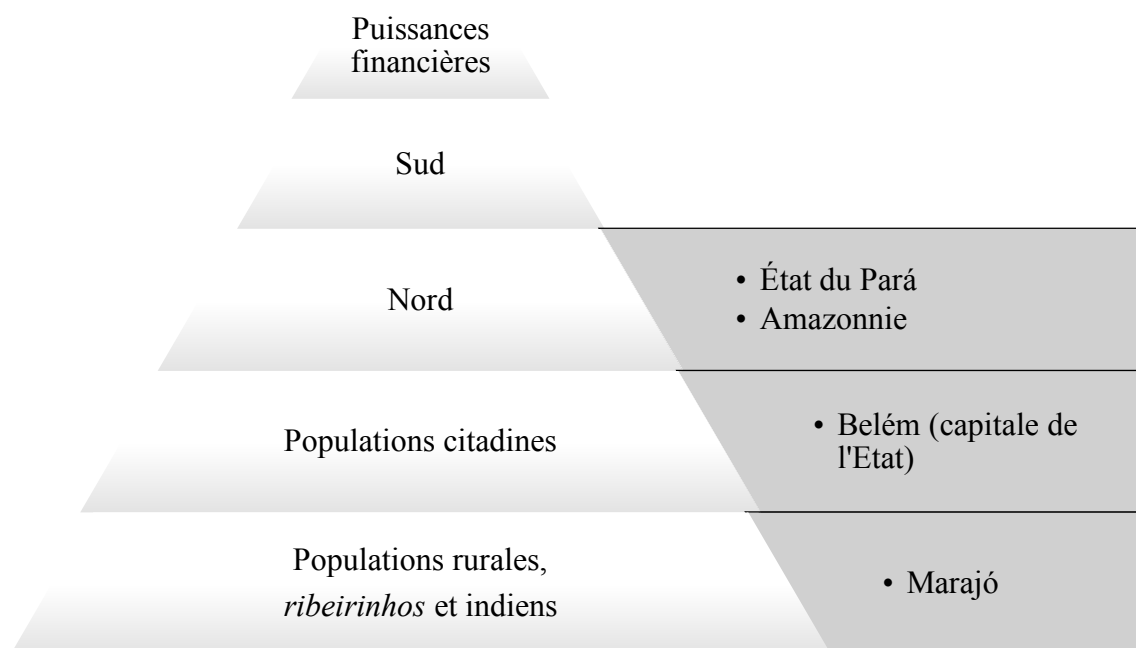 Puissances
financières
Sud
Nord
• État du Pará
• Amazonnie
Populations citadines
• Belém (capitale de
l'Etat)
Populations rurales,
ribeirinhos et indiens
• Marajó